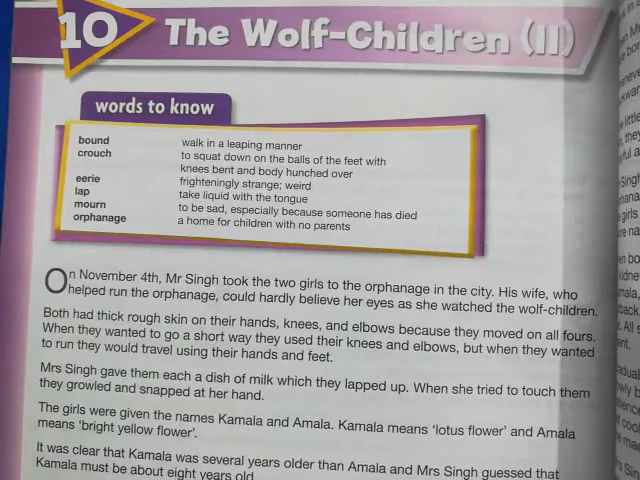 10 The Wolf-Children (II)
words to know
bound walk in a leaping manner
crouch to squat down on the balls of the feet with
knees bent and body hunched over
eerie frighteningly strange; weird
lap take liquid with the tongue
mourn to be sad, especially because someone has died
orphanage a home for children with no parents
On November 4th, Mr Singh took the two girls to the orphanage in the city. His wife, who
helped run the orphanage, could hardly believe her eyes as she watched the wolf-children.
Both had thick rough skin on their hands, knees, and elbows because they moved on all fours.
When they wanted to go a short way they used their knees and elbows, but when they wanted
to run they would travel using their hands and feet.
Mrs Singh gave them each a dish of milk which they lapped up. When she tried to touch them
they growled and snapped at her hand.
The girls were given the names Kamala and Amala. Kamala means ‘lotus flower’ and Amala
means ‘bright yellow flower’.
It was clear that Kamala was several years older than Amala and Mrs Singh guessed that
Kamala must be about eight years old